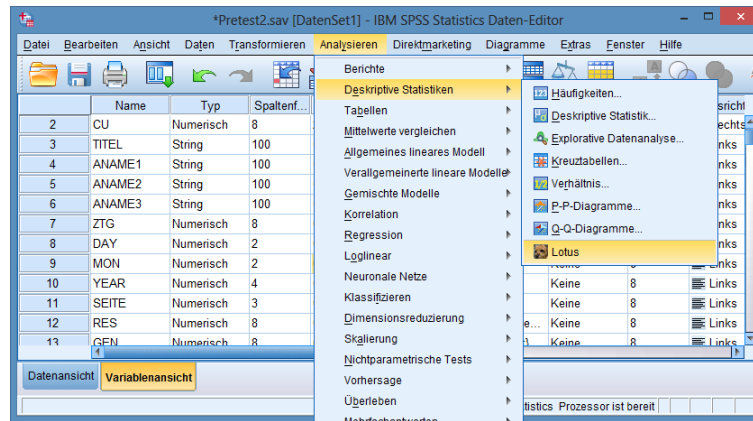 *Pretest2.sav [DatenSet1] - IBM SPSS Statistics Daten-Editor
Datei Bearbeiten Ansicht Daten Transformieren Analysieren Direktmarketing Diagramme Extras Fenster Hilfe
Berichte
Deskriptive Statistiken
Tabellen
Mittelwerte vergleichen
Allgemeines lineares Modell
Verallgemeinerte lineare Modelle
Gemischte Modelle
Korrelation
Regression
Loglinear
Neuronale Netze
Klassifizieren
Dimensionsreduzierung
Skalierung
Nichtparametrische Tests
Vorhersage
Überleben
Mehrfachantworten
Häufigkeiten...
Deskriptive Statistik...
Explorative Datenanalyse...
Kreuztabellen...
Verhältnis...
P-P-Diagramme...
Q-Q-Diagramme...
Lotus
Name Typ Spaltenf...
2 CU Numerisch 8
3 TITEL String 100
4 ANAME1 String 100
5 ANAME2 String 100
6 ANAME3 String 100
7 ZTG Numerisch 8
8 DAY Numerisch 2
9 MON Numerisch 2 Keine 8 Links
10 YEAR Numerisch 4 Keine 8 Links
11 SEITE Numerisch 3 Keine 8 Links
12 RES Numerisch 8 Keine 8 Links
13 GEN Numerisch 8 Keine 8 Links
Datenansicht Variablenansicht
Prozessor ist bereit